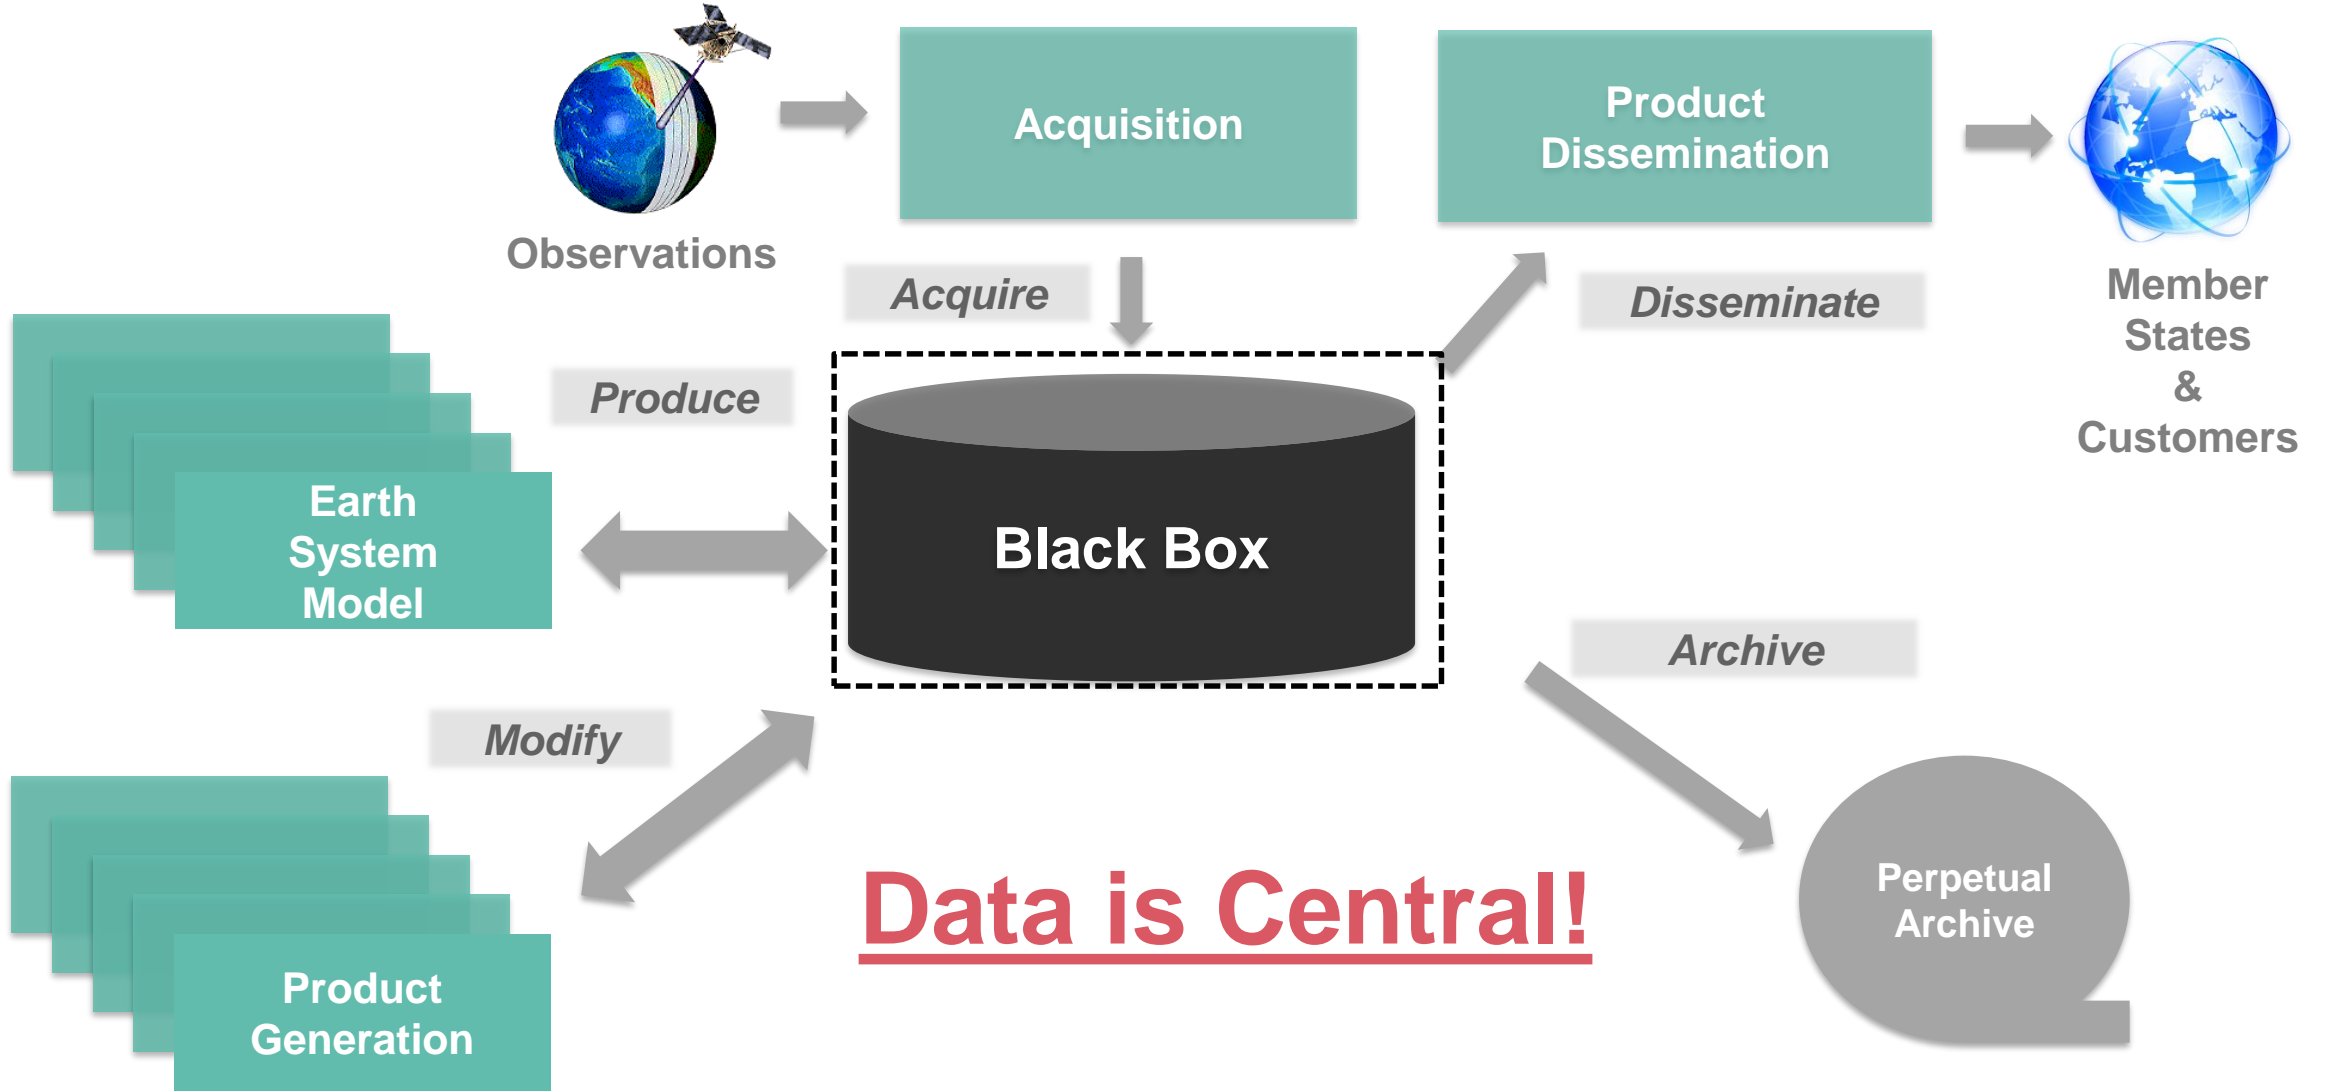 Acquisition
Product
Dissemination
Observations
Acquire
Disseminate
Member
States
&
Customers
Produce
Earth
System
Model
Black Box
Archive
Modify
Data is Central!
Perpetual
Archive
Product
Generation